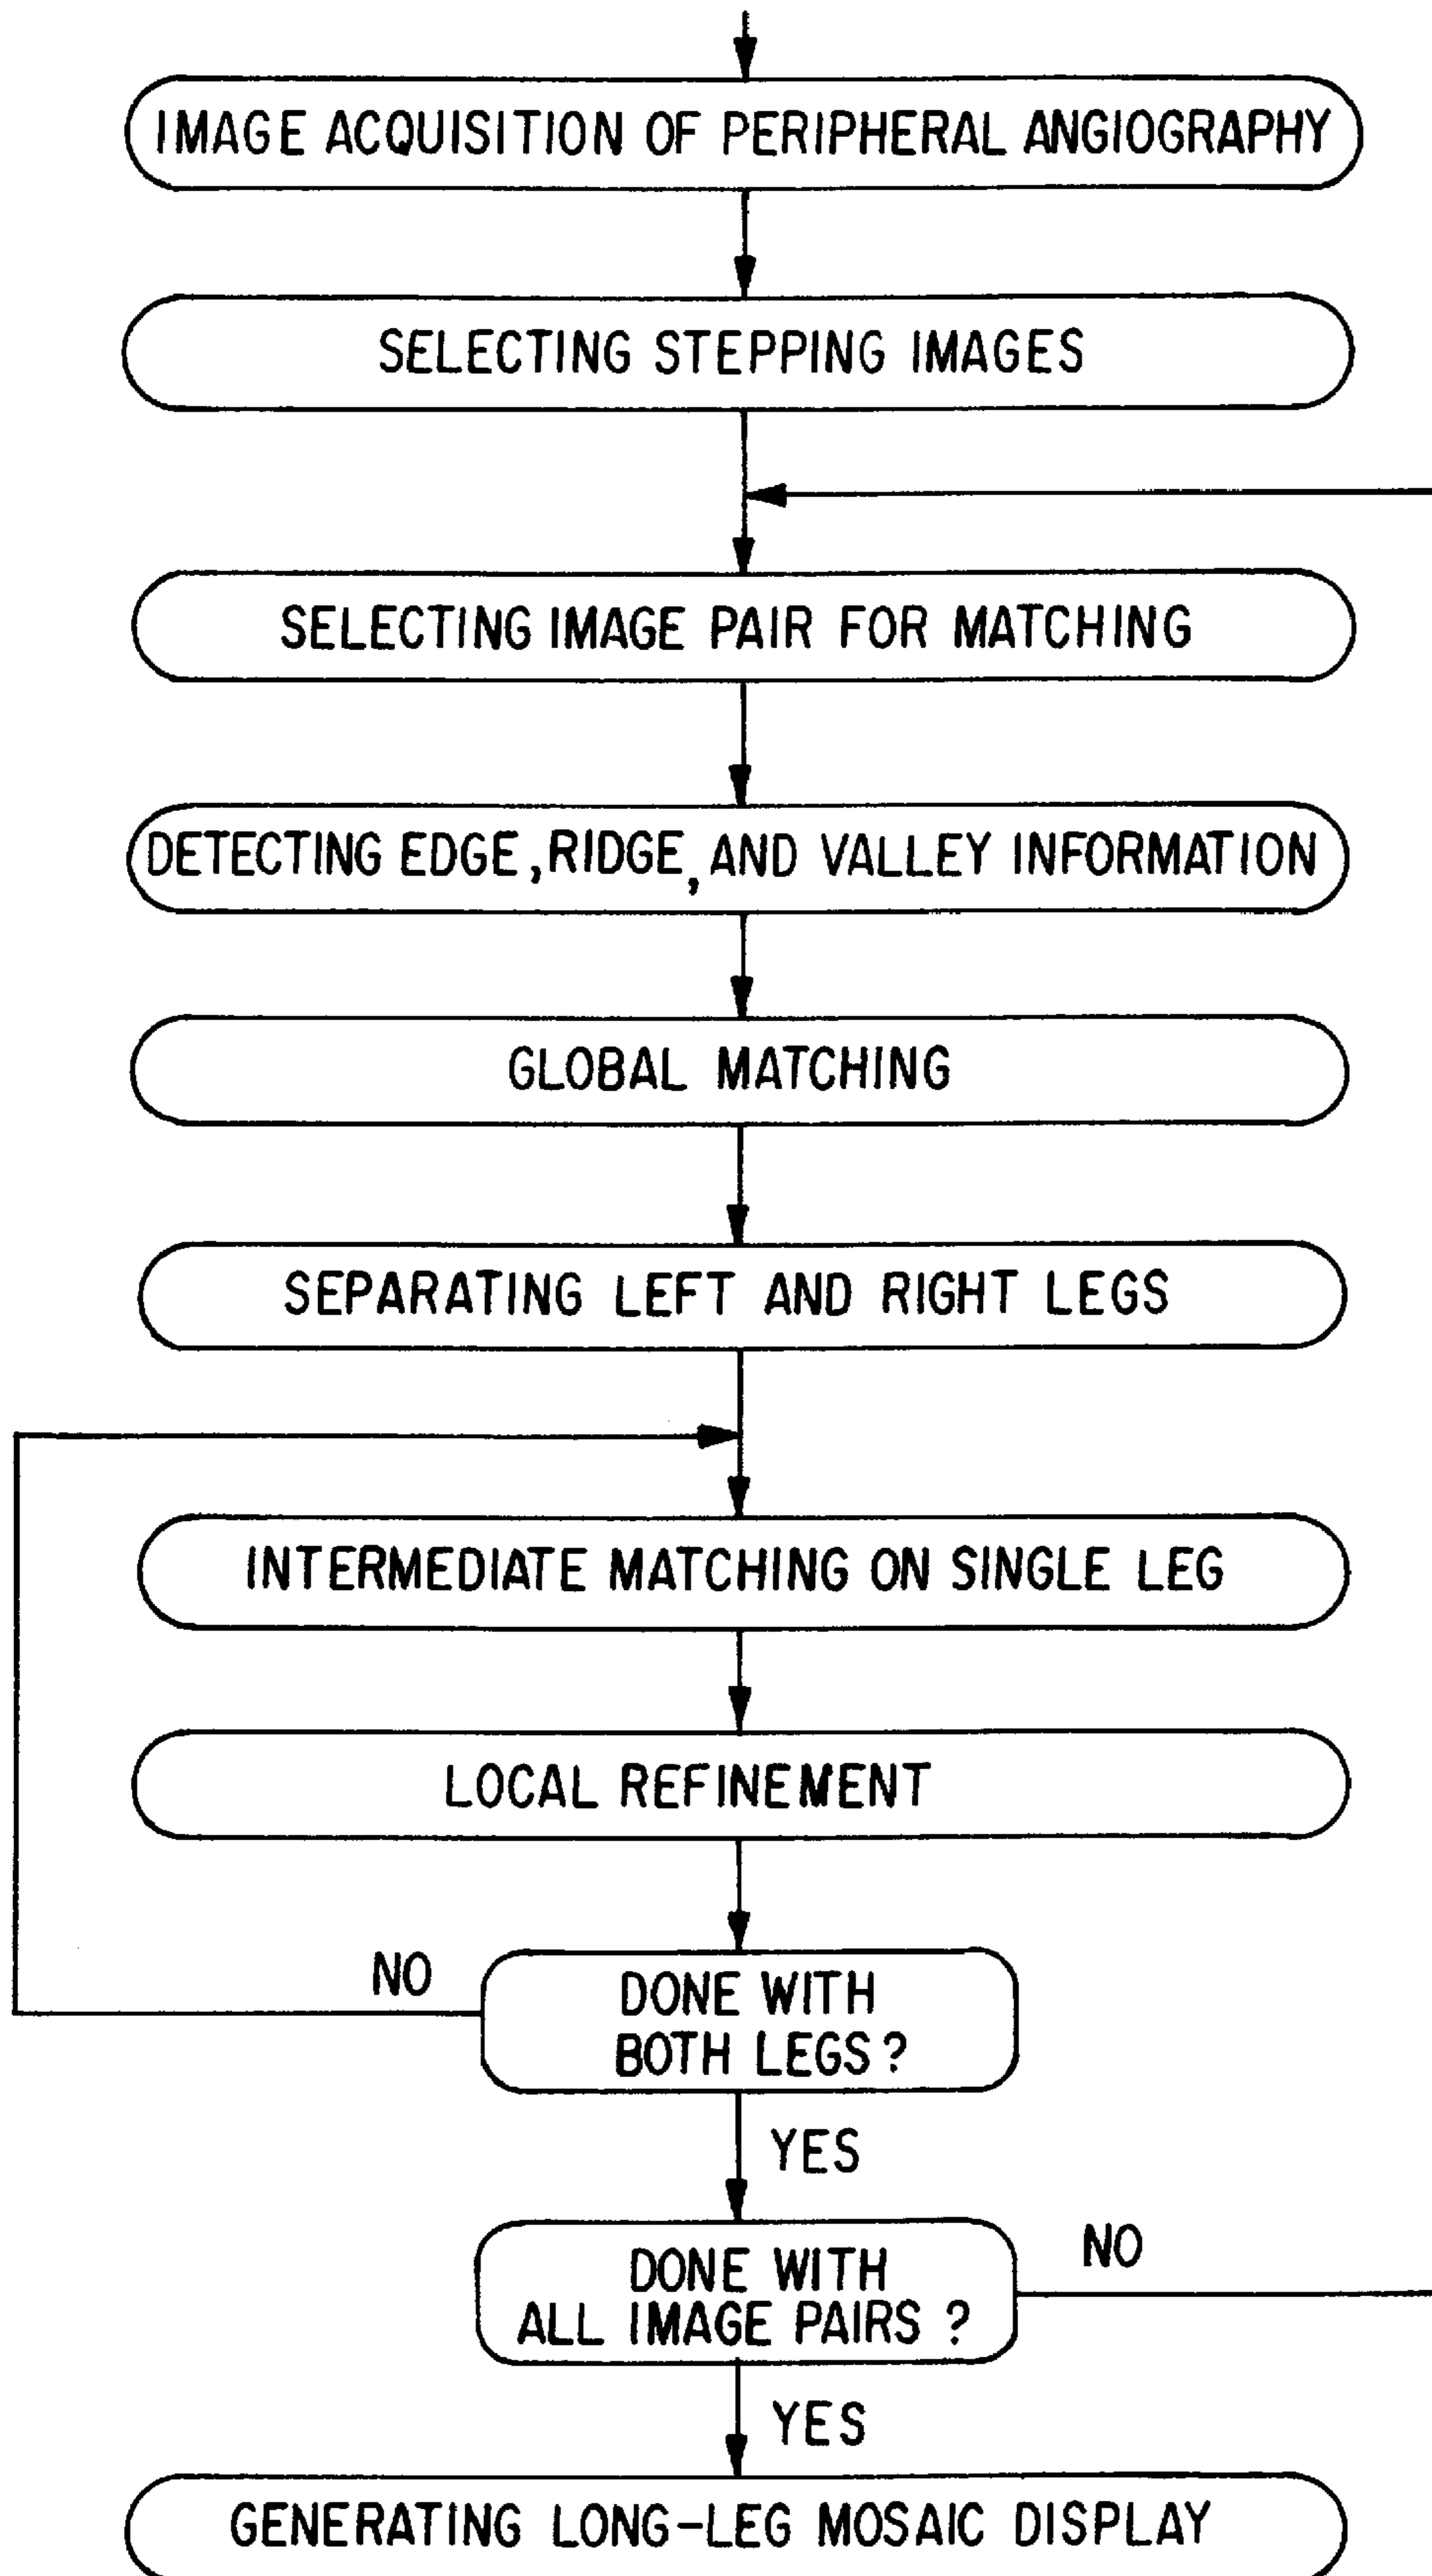 IMAGE ACQUISITION OF PERIPHERAL ANGIOGRAPHY
SELECTING STEPPING IMAGES
SELECTING IMAGE PAIR FOR MATCHING
DETECTING EDGE, RIDGE, AND VALLEY INFORMATION
GLOBAL MATCHING
SEPARATING LEFT AND RIGHT LEGS
INTERMEDIATE MATCHING ON SINGLE LEG
LOCAL REFINEMENT
NO
DONE WITH
BOTH LEGS?
YES
DONE WITH
ALL IMAGE PAIRS ?
NO
YES
GENERATING LONG-LEG MOSAIC DISPLAY